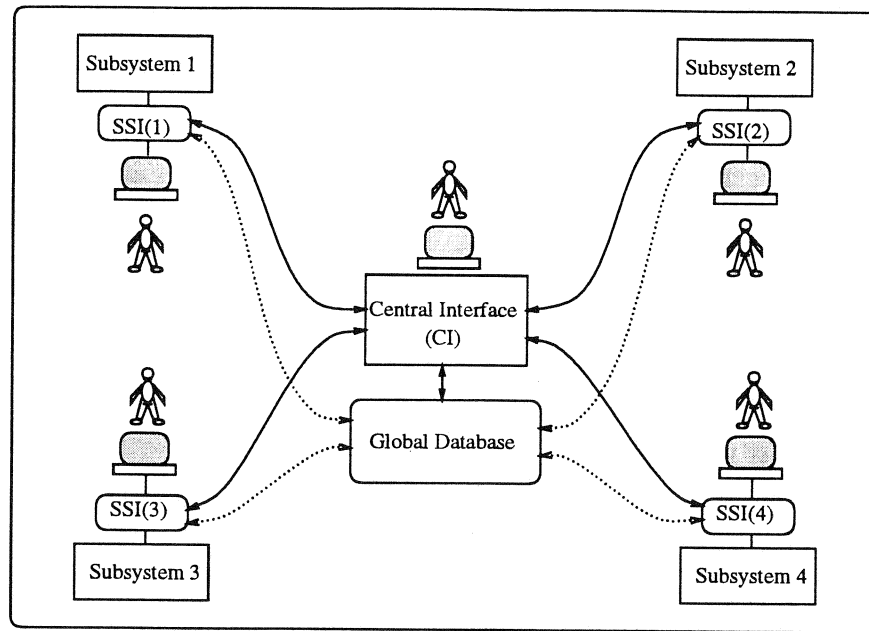 Subsystem 1
Subsystem 2
SSI(1)
SSI(2)
Central Interface
(CI)
Global Database
SSI(3)
SSI(4)
Subsystem 3
Subsystem 4